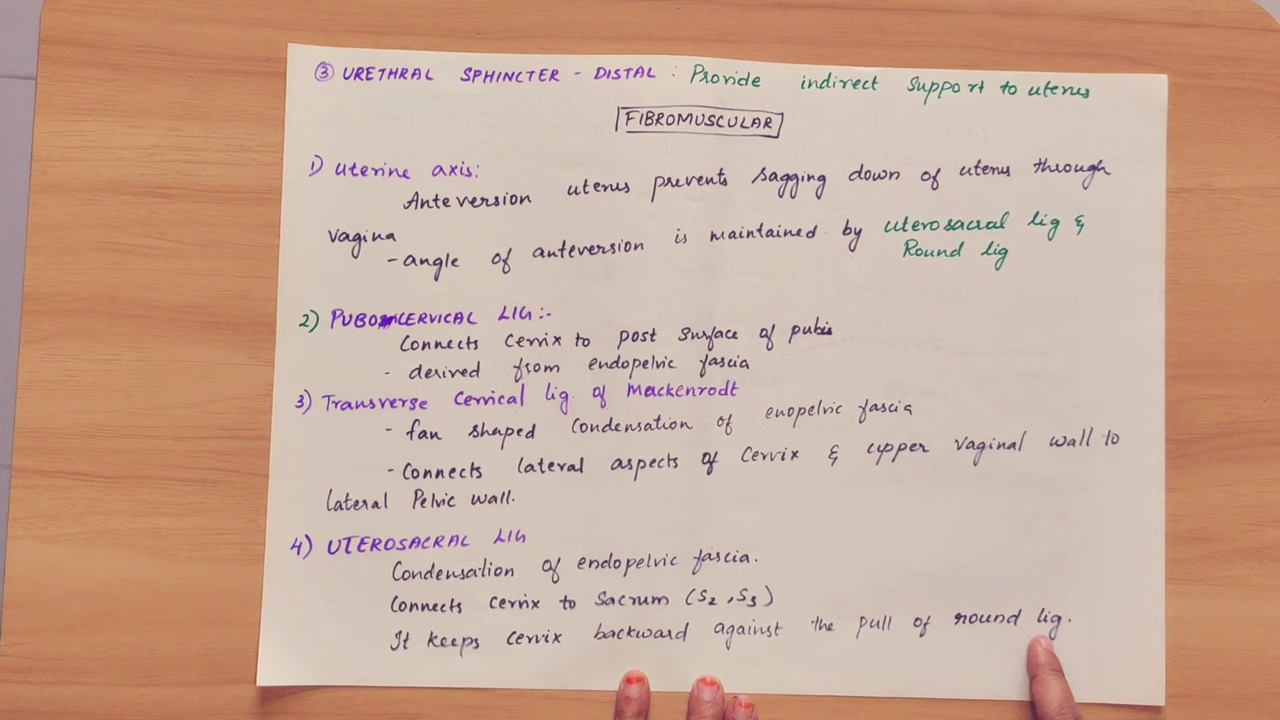 ③ URETHRAL SPHINCTER - DISTAL : Provide indirect support to uterus
FIBROMUSCULAR
1) Uterine axis:
Anteversion uterus prevents sagging down of uterus through
vagina
- angle of anteversion is maintained by uterosacral lig &
Round lig
2) PUBOCERVICAL LIG:-
Connects cervix to post surface of pubis
- derived from endopelvic fascia
3) Transverse Cervical lig. of Mackenrodt
- fan shaped Condensation of enopelvic fascia
- Connects lateral aspects of Cervix & upper vaginal wall to
lateral Pelvic wall.
4) UTEROSACRAL LIG
Condensation of endopelvic fascia.
Connects cervix to Sacrum (S2, S3)
It keeps cervix backward against the pull of round lig.